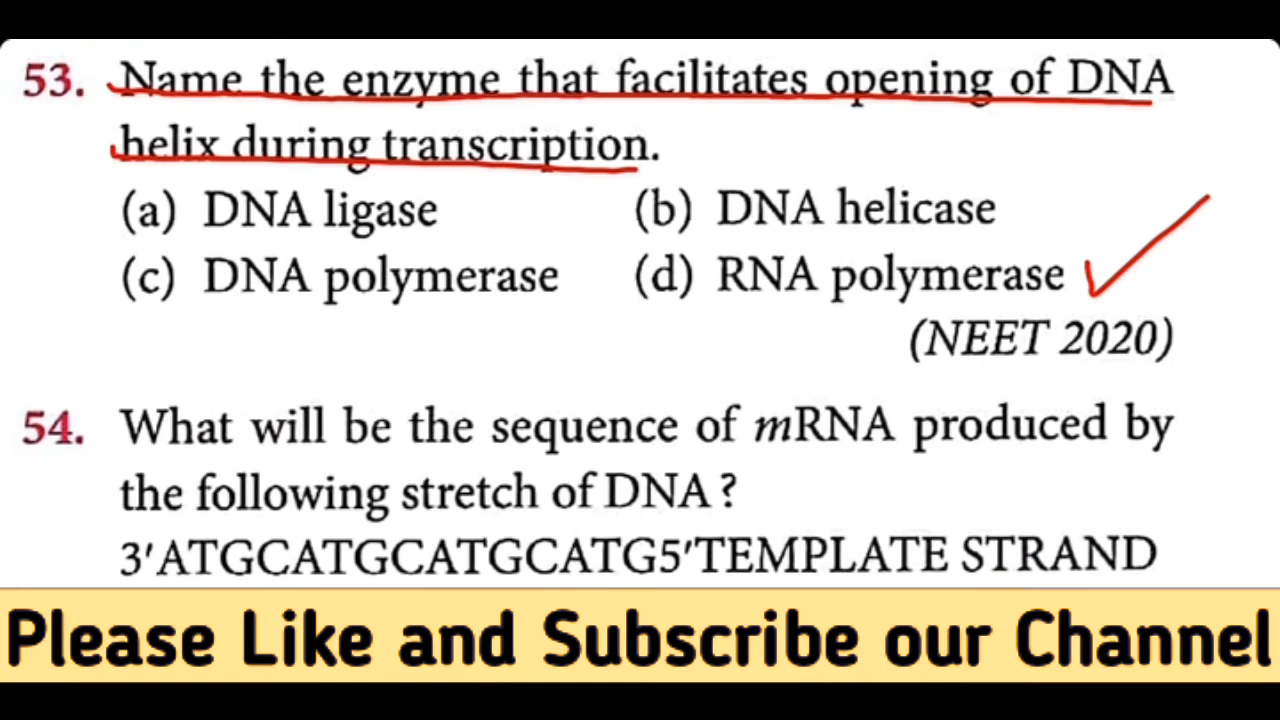 53. Name the enzyme that facilitates opening of DNA
helix during transcription.
(a) DNA ligase (b) DNA helicase
(c) DNA polymerase (d) RNA polymerase
(NEET 2020)
54. What will be the sequence of mRNA produced by
the following stretch of DNA?
3′ATGCATGCATGCATG5′TEMPLATE STRAND
Please Like and Subscribe our Channel